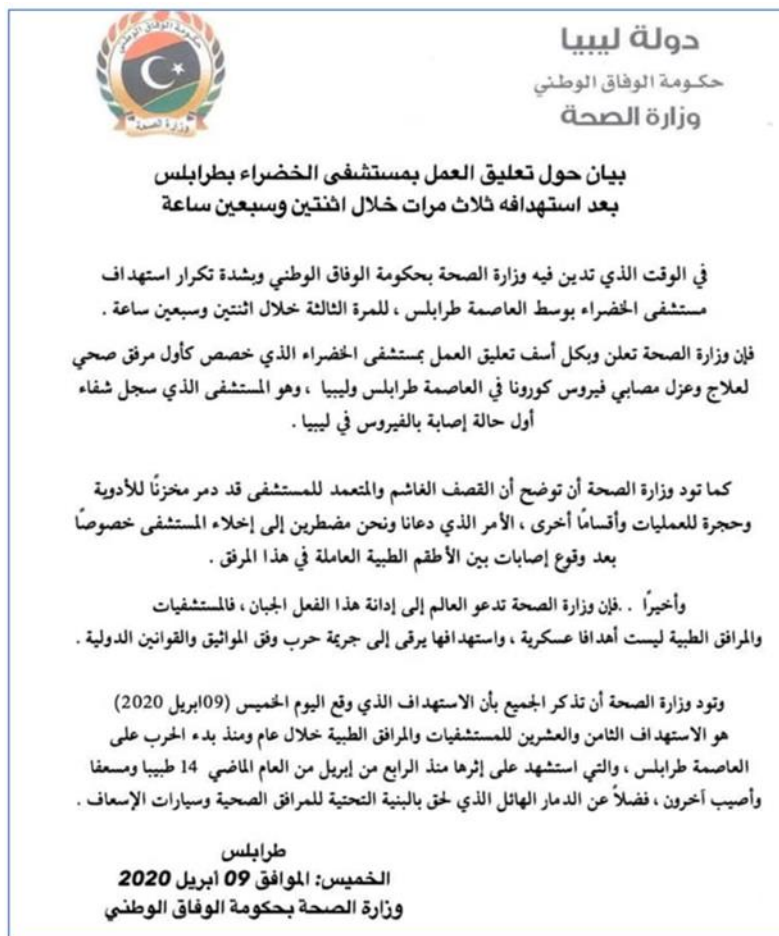 حكومة الوفاق الوطني
وزارة الصحة
دولة ليبيا
حكومة الوفاق الوطني
وزارة الصحة
بيان حول تعليق العمل بمستشفى الخضراء بطرابلس
بعد استهدافه ثلاث مرات خلال اثنتين وسبعين ساعة
في الوقت الذي تدين فيه وزارة الصحة بحكومة الوفاق الوطني وبشدة تكرار استهداف
مستشفى الخضراء بوسط العاصمة طرابلس ، للمرة الثالثة خلال اثنتين وسبعين ساعة .
فإن وزارة الصحة تعلن وبكل أسف تعليق العمل بمستشفى الخضراء الذي خصص كأول مرفق صحي
لعلاج وعزل مصابي فيروس كورونا في العاصمة طرابلس وليبيا ، وهو المستشفى الذي سجل شفاء
أول حالة إصابة بالفيروس في ليبيا .
كما تود وزارة الصحة أن توضح أن القصف الغاشم والمتعمد للمستشفى قد دمر مخزنًا للأدوية
وحجرة للعمليات وأقسامًا أخرى ، الأمر الذي دعانا ونحن مضطرين إلى إخلاء المستشفى خصوصًا
بعد وقوع إصابات بين الأطقم الطبية العاملة في هذا المرفق .
وأخيرًا . ..فإن وزارة الصحة تدعو العالم إلى إدانة هذا الفعل الجبان ، فالمستشفيات
والمرافق الطبية ليست أهدافا عسكرية ، واستهدافها يرقى إلى جريمة حرب وفق المواثيق والقوانين الدولية .
وتود وزارة الصحة أن تذكر الجميع بأن الاستهداف الذي وقع اليوم الخميس (09ابريل 2020)
هو الاستهداف الثامن والعشرين للمستشفيات والمرافق الطبية خلال عام ومنذ بدء الحرب على
العاصمة طرابلس ، والتي استشهد على إثرها منذ الرابع من إبريل من العام الماضي 14 طبيبا ومسعفا
وأصيب آخرون ، فضلاً عن الدمار الهائل الذي لحق بالبنية التحتية للمرافق الصحية وسيارات الإسعاف .
طرابلس
الخميس: الموافق 09 أبريل 2020
وزارة الصحة بحكومة الوفاق الوطني